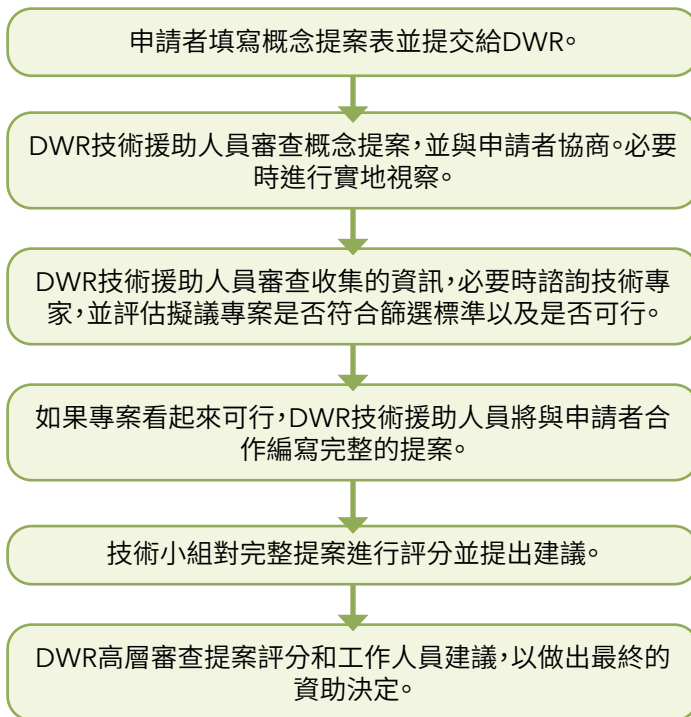 申請者填寫概念提案表並提交給DWR。
DWR技術援助人員審查概念提案，並與申請者協商。必要
時進行實地視察。
DWR技術援助人員審查收集的資訊，必要時諮詢技術專
家，並評估擬議專案是否符合篩選標準以及是否可行。
如果專案看起來可行，DWR技術援助人員將與申請者合
作編寫完整的提案。
技術小組對完整提案進行評分並提出建議。
DWR高層審查提案評分和工作人員建議，以做出最終的
資助決定。